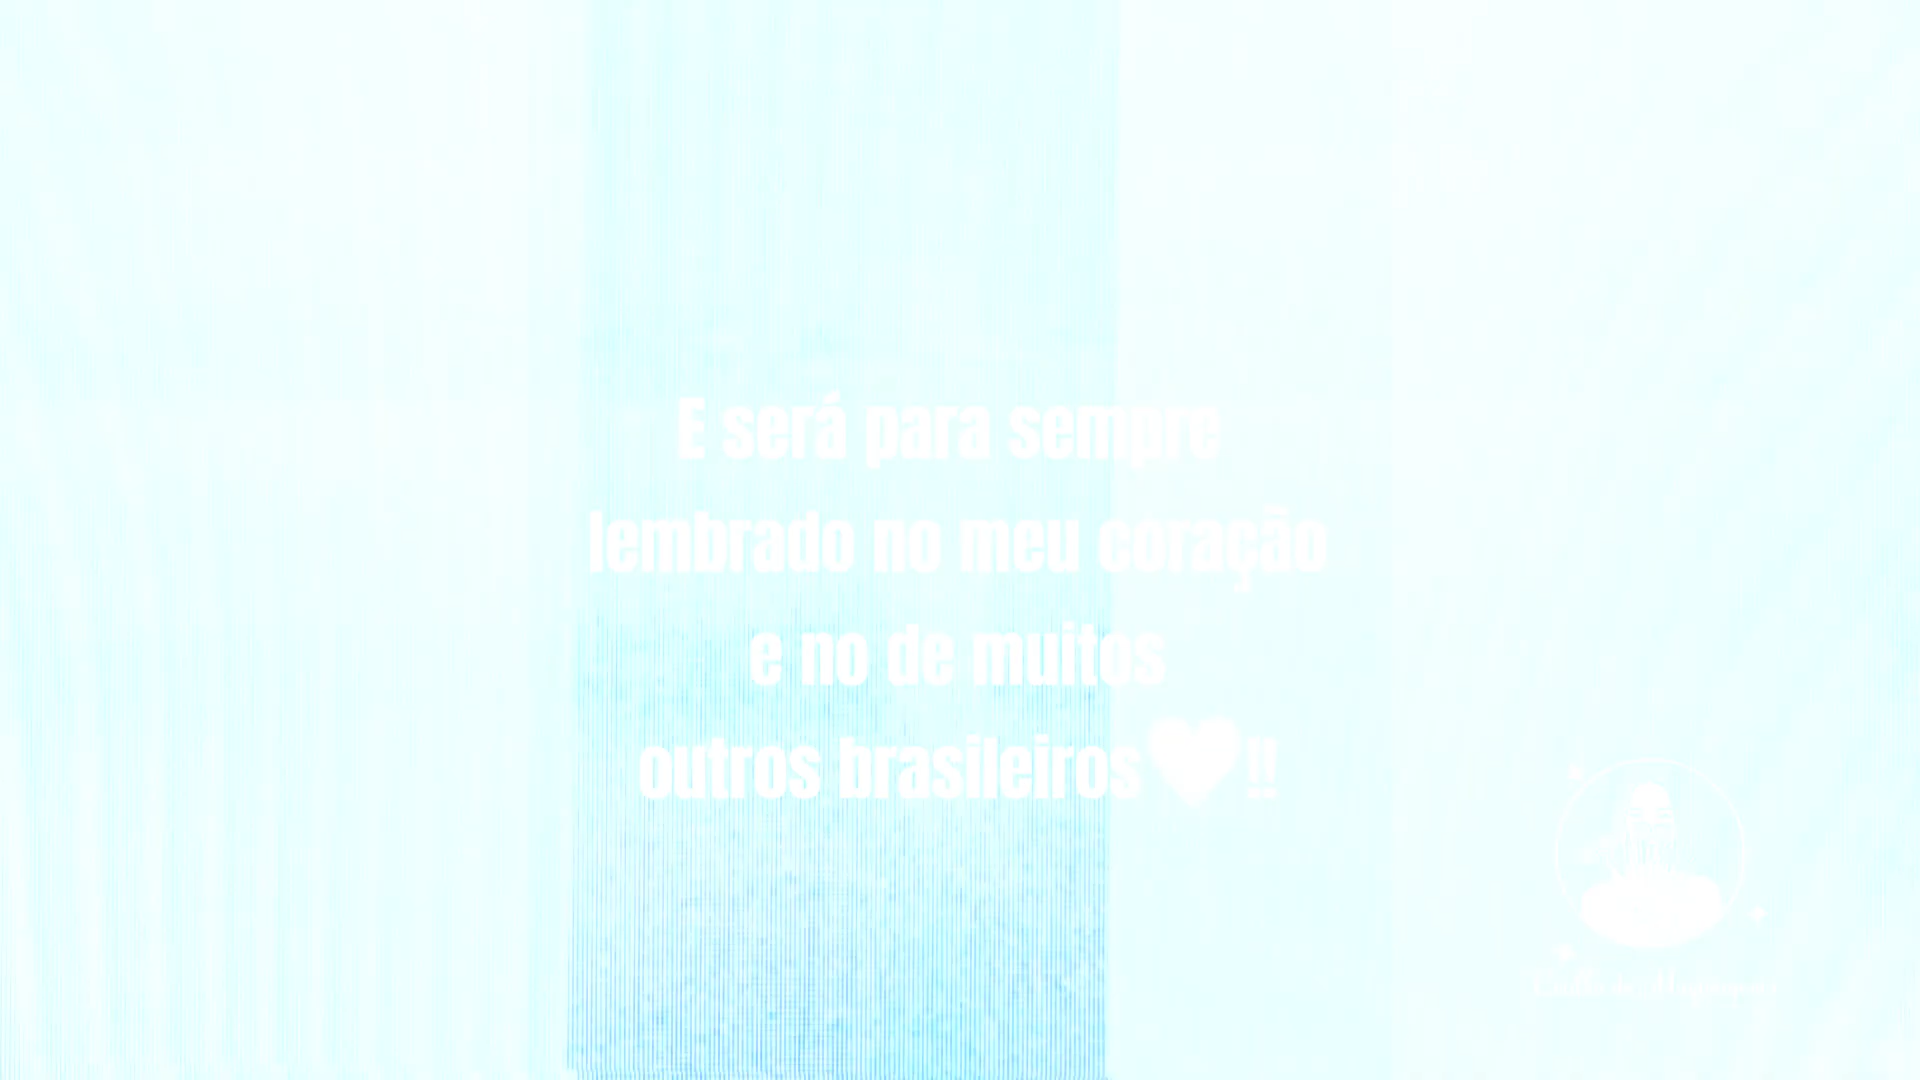 E será para sempre
lembrado no meu coração
e no de muitos
outros brasileiros🤍!!